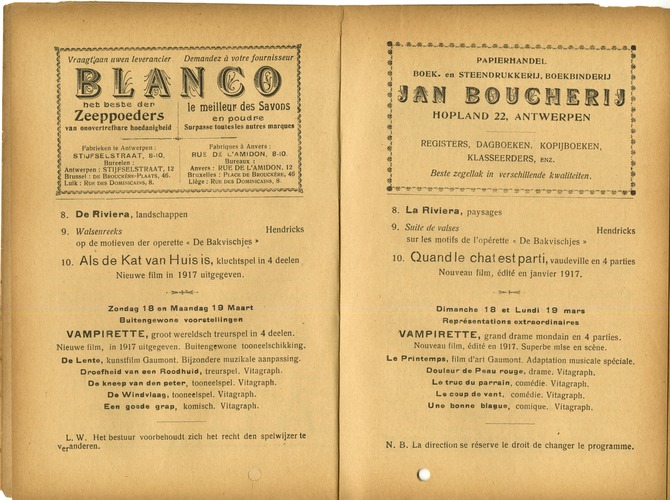 Vraagt aan uwen leverancier Demandez à votre fournisseur
BLANCO
het beste der
Zeeppoeders
van onovertrefbare hoedanigheid
le meilleur des Savons
en poudre
Surpasse toutes les autres marques
Fabrieken te Antwerpen :
STIJFSELSTRAAT, 8-10.
Bureelen :
Antwerpen : STIJFSELSTRAAT, 12
Brussel : DE BROUCKÈRE-PLAATS, 46
Luik : RUE DES DOMINICAINS, 8.
Fabriques à Anvers :
RUE DE L'AMIDON, 8-10.
Bureaux :
Anvers : RUE DE L'AMIDON, 12
Bruxelles : PLACE DE BROUCKÈRE, 46
Liége : RUE DES DOMINICAINS, 8.
8. De Riviera, landschappen
9. Walsenreeks Hendricks
op de motieven der operette « De Bakvischjes »
10. Als de Kat van Huis is, kluchtspel in 4 deelen
Nieuwe film in 1917 uitgegeven.
Zondag 18 en Maandag 19 Maart
Buitengewone voorstellingen
VAMPIRETTE, groot wereldsch treurspel in 4 deelen.
Nieuwe film, in 1917 uitgegeven. Buitengewone tooneelschikking.
De Lente, kunstfilm Gaumont. Bijzondere muzikale aanpassing.
Droefheid van een Roodhuid, treurspel. Vitagraph.
De kneep van den peter, tooneelspel. Vitagraph.
De Windvlaag, tooneelspel. Vitagraph.
Een goede grap, komisch. Vitagraph.
L. W. Het bestuur voorbehoudt zich het recht den spelwijzer te
veranderen.
PAPIERHANDEL
BOEK- en STEENDRUKKERIJ, BOEKBINDERIJ
JAN BOUCHERIJ
HOPLAND 22, ANTWERPEN
REGISTERS, DAGBOEKEN, KOPIJBOEKEN,
KLASSEERDERS, ENZ.
Beste zegellak in verschillende kwaliteiten.
8. La Riviera, paysages
9. Suite de valses Hendricks
sur les motifs de l'opérette « De Bakvischjes »
10. Quand le chat est parti, vaudeville en 4 parties
Nouveau film, édité en janvier 1917.
Dimanche 18 et Lundi 19 mars
Représentations extraordinaires
VAMPIRETTE, grand drame mondain en 4 parties.
Nouveau film, édité en 1917. Superbe mise en scène.
Le Printemps, film d'art Gaumont. Adaptation musicale spéciale.
Douleur de Peau rouge, drame. Vitagraph.
Le truc du parrain, comédie. Vitagraph.
Le coup de vent, comédie. Vitagraph.
Une bonne blague, comique. Vitagraph.
N. B. La direction se réserve le droit de changer le programme.